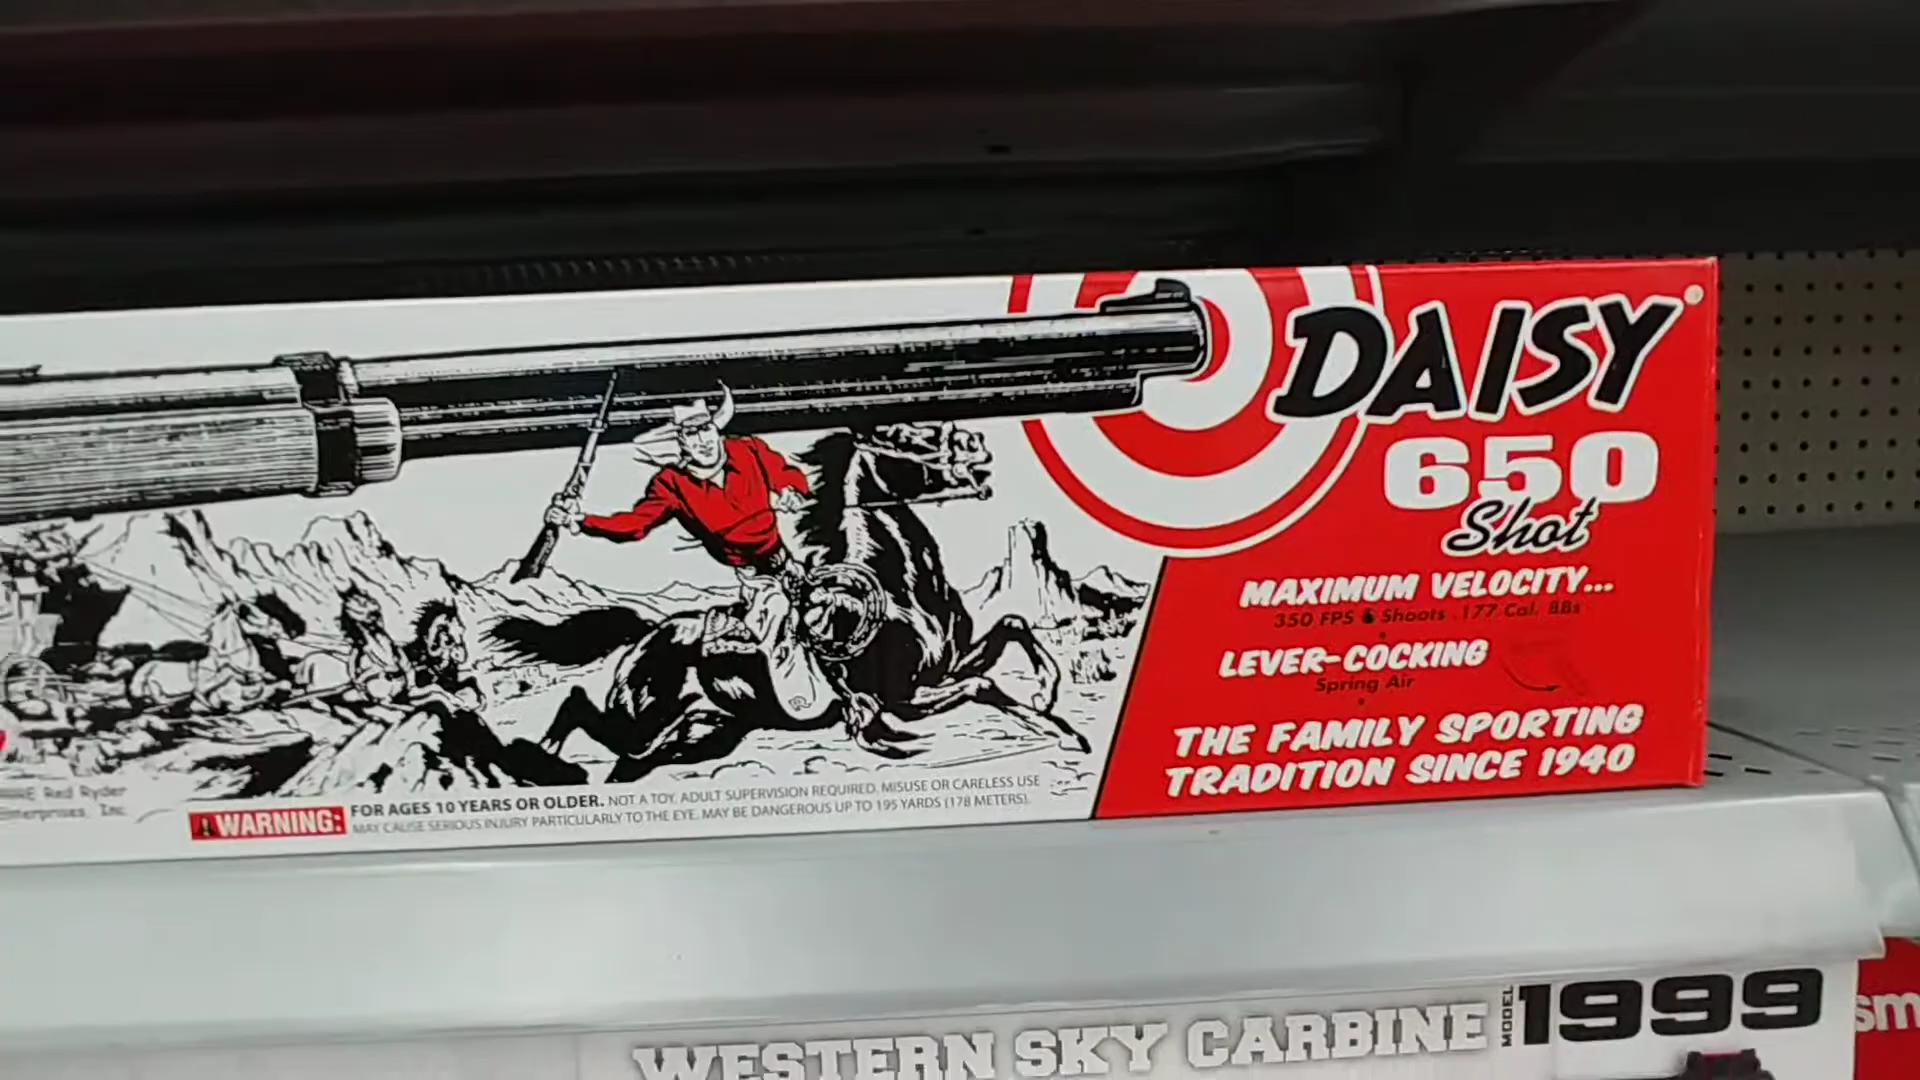 DAISY
650
Shot
MAXIMUM VELOCITY...
350 FPS & Shoots .177 Cal. BBs
LEVER-COCKING
Spring Air
THE FAMILY SPORTING
TRADITION SINCE 1940
Red Ryder
Enterprises, Inc.
WARNING: FOR AGES 10 YEARS OR OLDER. NOT A TOY. ADULT SUPERVISION REQUIRED. MISUSE OR CARELESS USE
MAY CAUSE SERIOUS INJURY PARTICULARLY TO THE EYE. MAY BE DANGEROUS UP TO 195 YARDS (178 METERS).
WESTERN SKY CARBINE MODEL 1999
sm